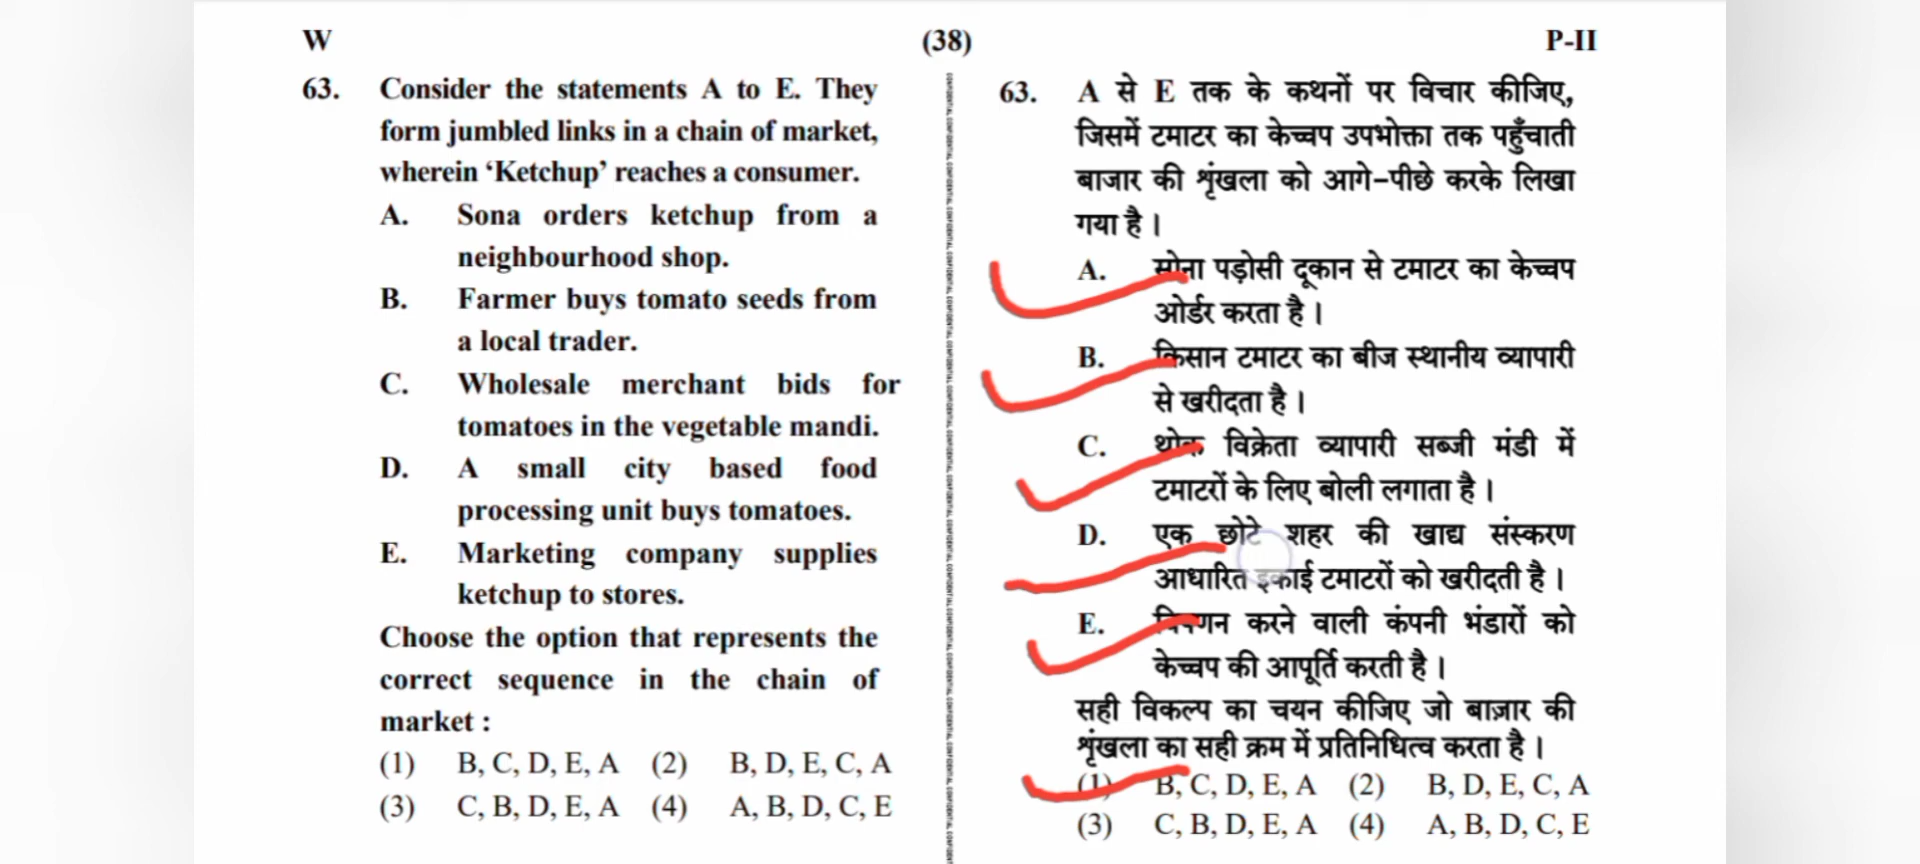 W (38) P-II
63. Consider the statements A to E. They
form jumbled links in a chain of market,
wherein ‘Ketchup’ reaches a consumer.
A. Sona orders ketchup from a
neighbourhood shop.
B. Farmer buys tomato seeds from
a local trader.
C. Wholesale merchant bids for
tomatoes in the vegetable mandi.
D. A small city based food
processing unit buys tomatoes.
E. Marketing company supplies
ketchup to stores.
Choose the option that represents the
correct sequence in the chain of
market :
(1) B, C, D, E, A (2) B, D, E, C, A
(3) C, B, D, E, A (4) A, B, D, C, E
63. A से E तक के कथनों पर विचार कीजिए,
जिसमें टमाटर का केच्चप उपभोक्ता तक पहुँचाती
बाजार की शृंखला को आगे-पीछे करके लिखा
गया है ।
A. सोना पड़ोसी दूकान से टमाटर का केच्चप
ओर्डर करता है ।
B. किसान टमाटर का बीज स्थानीय व्यापारी
से खरीदता है ।
C. थोक विक्रेता व्यापारी सब्जी मंडी में
टमाटरों के लिए बोली लगाता है ।
D. एक छोटे शहर की खाद्य संस्करण
आधारित इकाई टमाटरों को खरीदती है ।
E. विपणन करने वाली कंपनी भंडारों को
केच्चप की आपूर्ति करती है ।
सही विकल्प का चयन कीजिए जो बाज़ार की
शृंखला का सही क्रम में प्रतिनिधित्व करता है ।
(1) B, C, D, E, A (2) B, D, E, C, A
(3) C, B, D, E, A (4) A, B, D, C, E